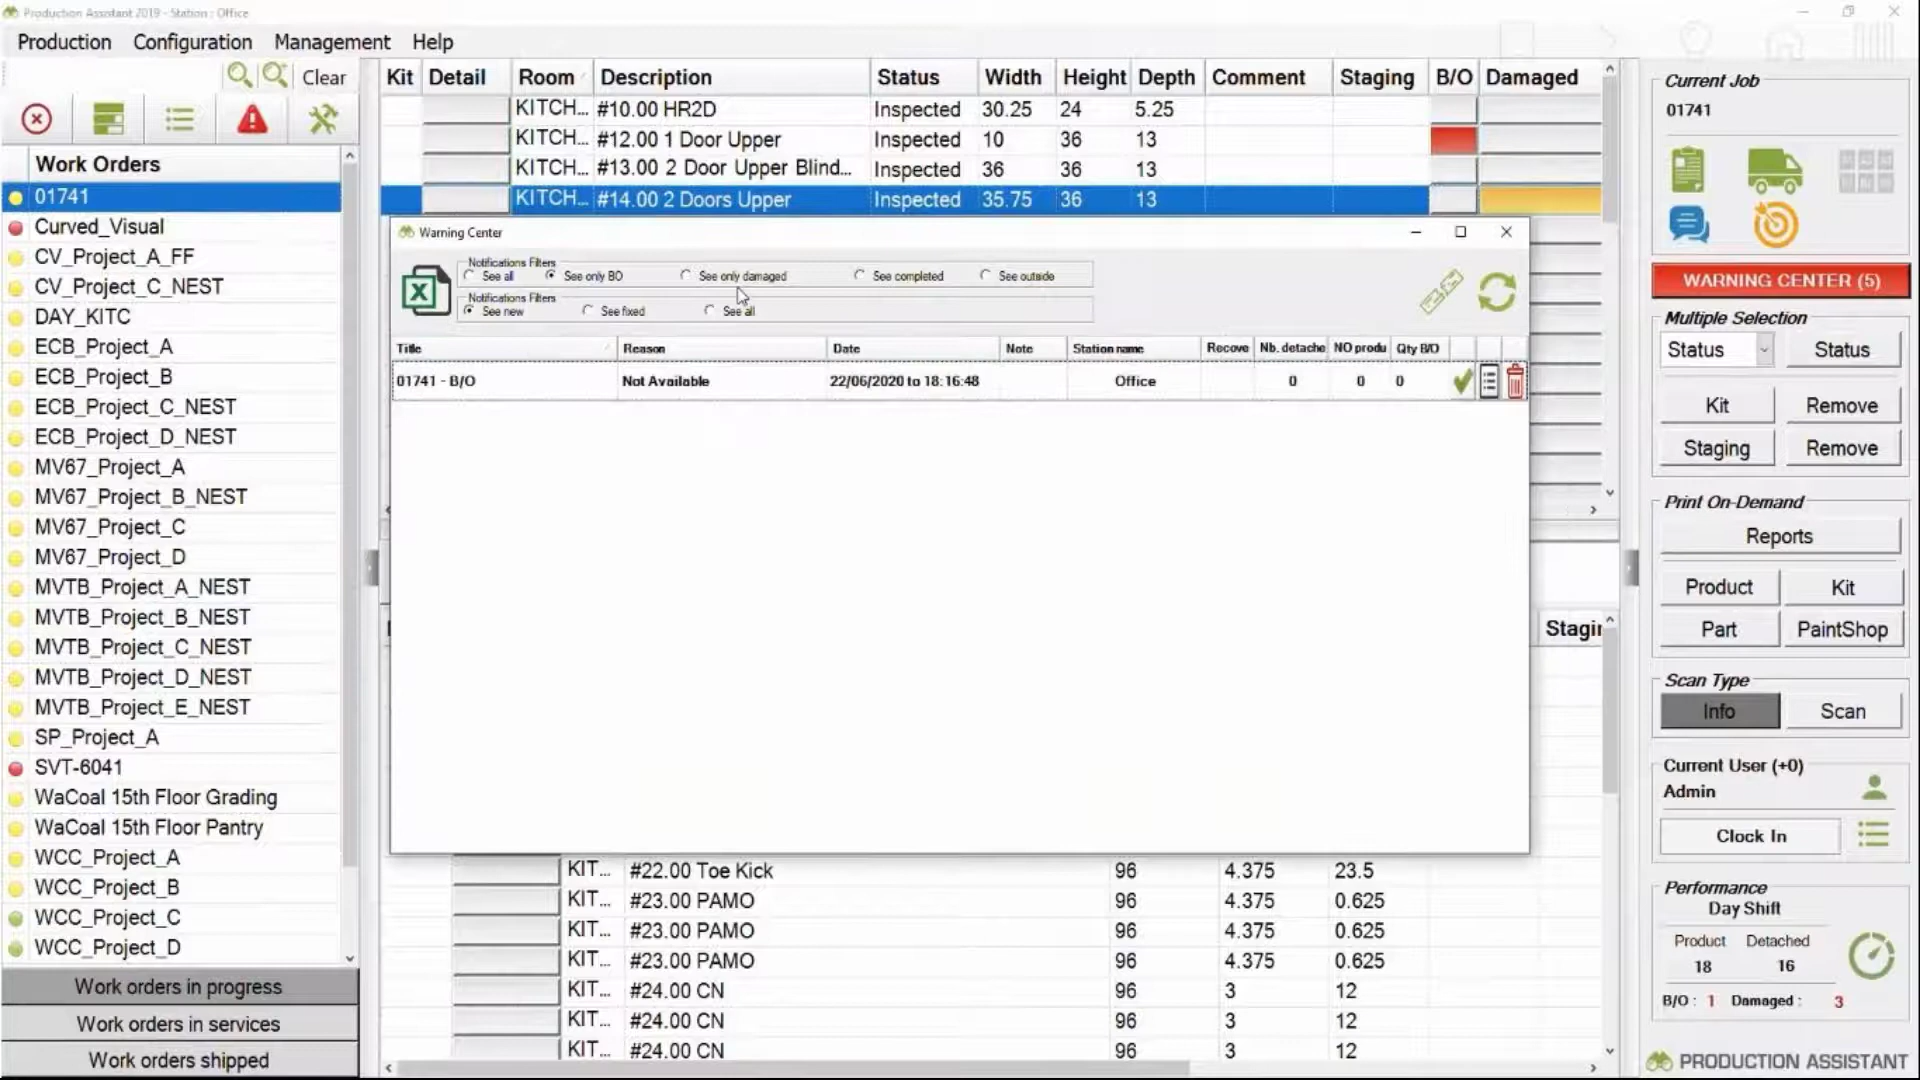 Production Assistant 2019 - Station : Office
Production Configuration Management Help
Clear
Work Orders
01741
Curved_Visual
CV_Project_A_FF
CV_Project_C_NEST
DAY_KITC
ECB_Project_A
ECB_Project_B
ECB_Project_C_NEST
ECB_Project_D_NEST
MV67_Project_A
MV67_Project_B_NEST
MV67_Project_C
MV67_Project_D
MVTB_Project_A_NEST
MVTB_Project_B_NEST
MVTB_Project_C_NEST
MVTB_Project_D_NEST
MVTB_Project_E_NEST
SP_Project_A
SVT-6041
WaCoal 15th Floor Grading
WaCoal 15th Floor Pantry
WCC_Project_A
WCC_Project_B
WCC_Project_C
WCC_Project_D
Work orders in progress
Work orders in services
Work orders shipped
Kit Detail Room Description Status Width Height Depth Comment Staging B/O Damaged
KITCH... #10.00 HR2D Inspected 30.25 24 5.25
KITCH... #12.00 1 Door Upper Inspected 10 36 13
KITCH... #13.00 2 Door Upper Blind... Inspected 36 36 13
KITCH... #14.00 2 Doors Upper Inspected 35.75 36 13
Warning Center
Notifications Filters
See all See only BO See only damaged See completed See outside
Notifications Filters
See new See fixed See all
Title Reason Date Note Station name Recove Nb. detache NO produ Qty B/O
01741 - B/O Not Available 22/06/2020 to 18:16:48 Office 0 0 0
Stagir
KIT... #22.00 Toe Kick 96 4.375 23.5
KIT... #23.00 PAMO 96 4.375 0.625
KIT... #23.00 PAMO 96 4.375 0.625
KIT... #23.00 PAMO 96 4.375 0.625
KIT... #24.00 CN 96 3 12
KIT... #24.00 CN 96 3 12
KIT... #24.00 CN 96 3 12
Current Job
01741
WARNING CENTER (5)
Multiple Selection
Status Status
Kit Remove
Staging Remove
Print On-Demand
Reports
Product Kit
Part PaintShop
Scan Type
Info Scan
Current User (+0)
Admin
Clock In
Performance
Day Shift
Product Detached
18 16
B/O : 1 Damaged : 3
PRODUCTION ASSISTANT